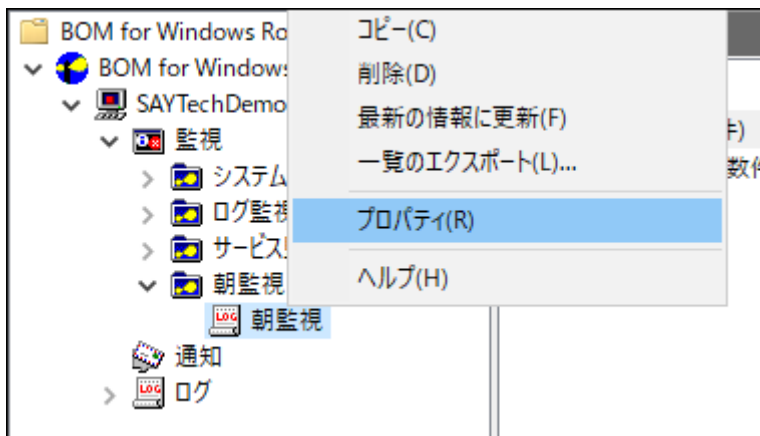 BOM for Windows Ro
BOM for Windows
SAYTechDemo
監視
システム
ログ監視
サービス
朝監視
LOG 朝監視
通知
LOG ログ
コピー(C)
削除(D)
最新の情報に更新(F)
一覧のエクスポート(L)...
プロパティ(R)
ヘルプ(H)
数件